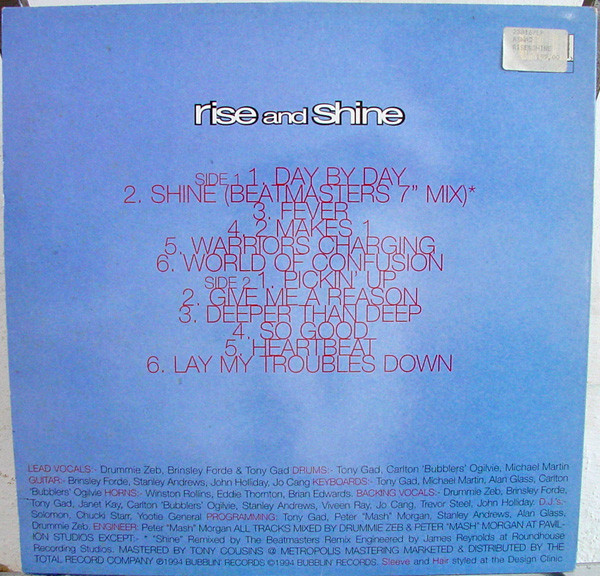 rise and shine
SIDE 1 1. DAY BY DAY
2. SHINE (BEATMASTERS 7" MIX)*
3. FEVER
4. 2 MAKES 1
5. WARRIORS CHARGING
6. WORLD OF CONFUSION
SIDE 2 1. PICKIN' UP
2. GIVE ME A REASON
3. DEEPER THAN DEEP
4. SO GOOD
5. HEARTBEAT
6. LAY MY TROUBLES DOWN
LEAD VOCALS:- Drummie Zeb, Brinsley Forde & Tony Gad DRUMS:- Tony Gad, Carlton 'Bubblers' Ogilvie, Michael Martin
GUITAR:- Brinsley Forde, Stanley Andrews, John Holliday, Jo Cang KEYBOARDS:- Tony Gad, Michael Martin, Alan Glass, Carlton
'Bubblers' Ogilvie HORNS:- Winston Rollins, Eddie Thornton, Brian Edwards. BACKING VOCALS:- Drummie Zeb, Brinsley Forde,
Tony Gad, Janet Kay, Carlton 'Bubblers' Ogilvie, Stanley Andrews, Viveen Ray, Jo Cang, Trevor Steel, John Holliday. D.J.'s:-
Solomon, Chucki Starr, Yootie General PROGRAMMING:- Tony Gad, Peter "Mash" Morgan, Stanley Andrews, Alan Glass,
Drummie Zeb. ENGINEER: Peter "Mash" Morgan ALL TRACKS MIXED BY DRUMMIE ZEB & PETER "MASH" MORGAN AT PAVIL-
ION STUDIOS EXCEPT:- * "Shine" Remixed by The Beatmasters Remix Engineered by James Reynolds at Roundhouse
Recording Studios. MASTERED BY TONY COUSINS @ METROPOLIS MASTERING MARKETED & DISTRIBUTED BY THE
TOTAL RECORD COMPANY ℗1994 BUBBLIN' RECORDS ©1994 BUBBLIN' RECORDS. Sleeve and Hair styled at the Design Clinic